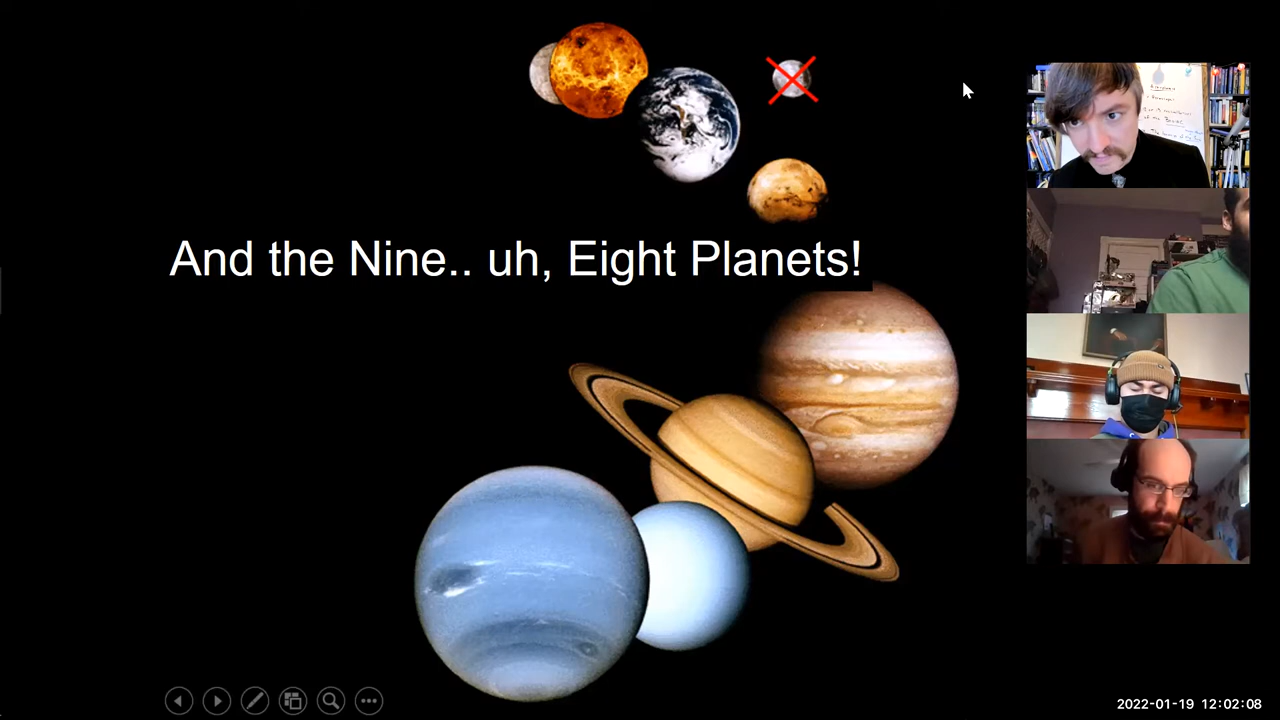 And the Nine.. uh, Eight Planets!
2022-01-19 12:02:08